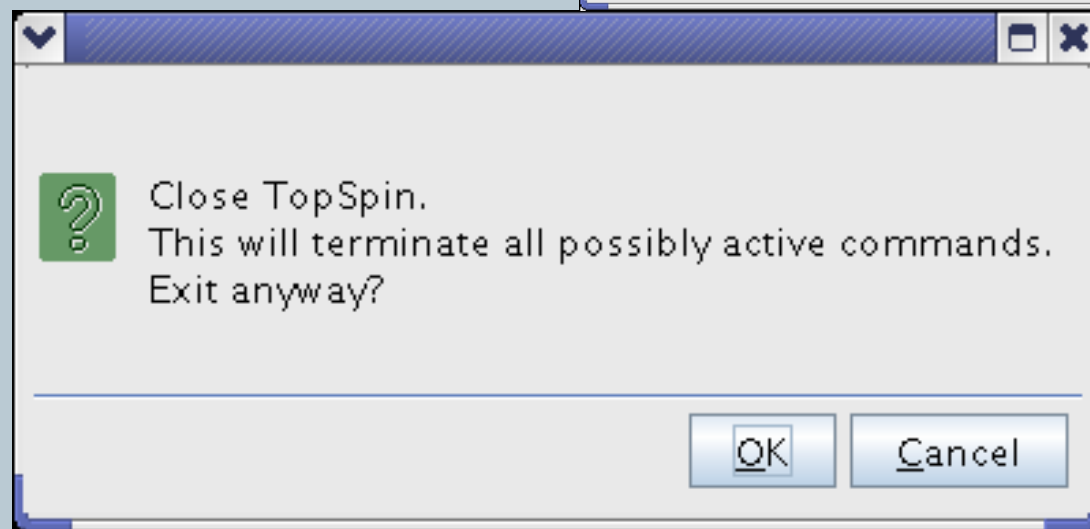 Close TopSpin.
This will terminate all possibly active commands.
Exit anyway?
OK
Cancel